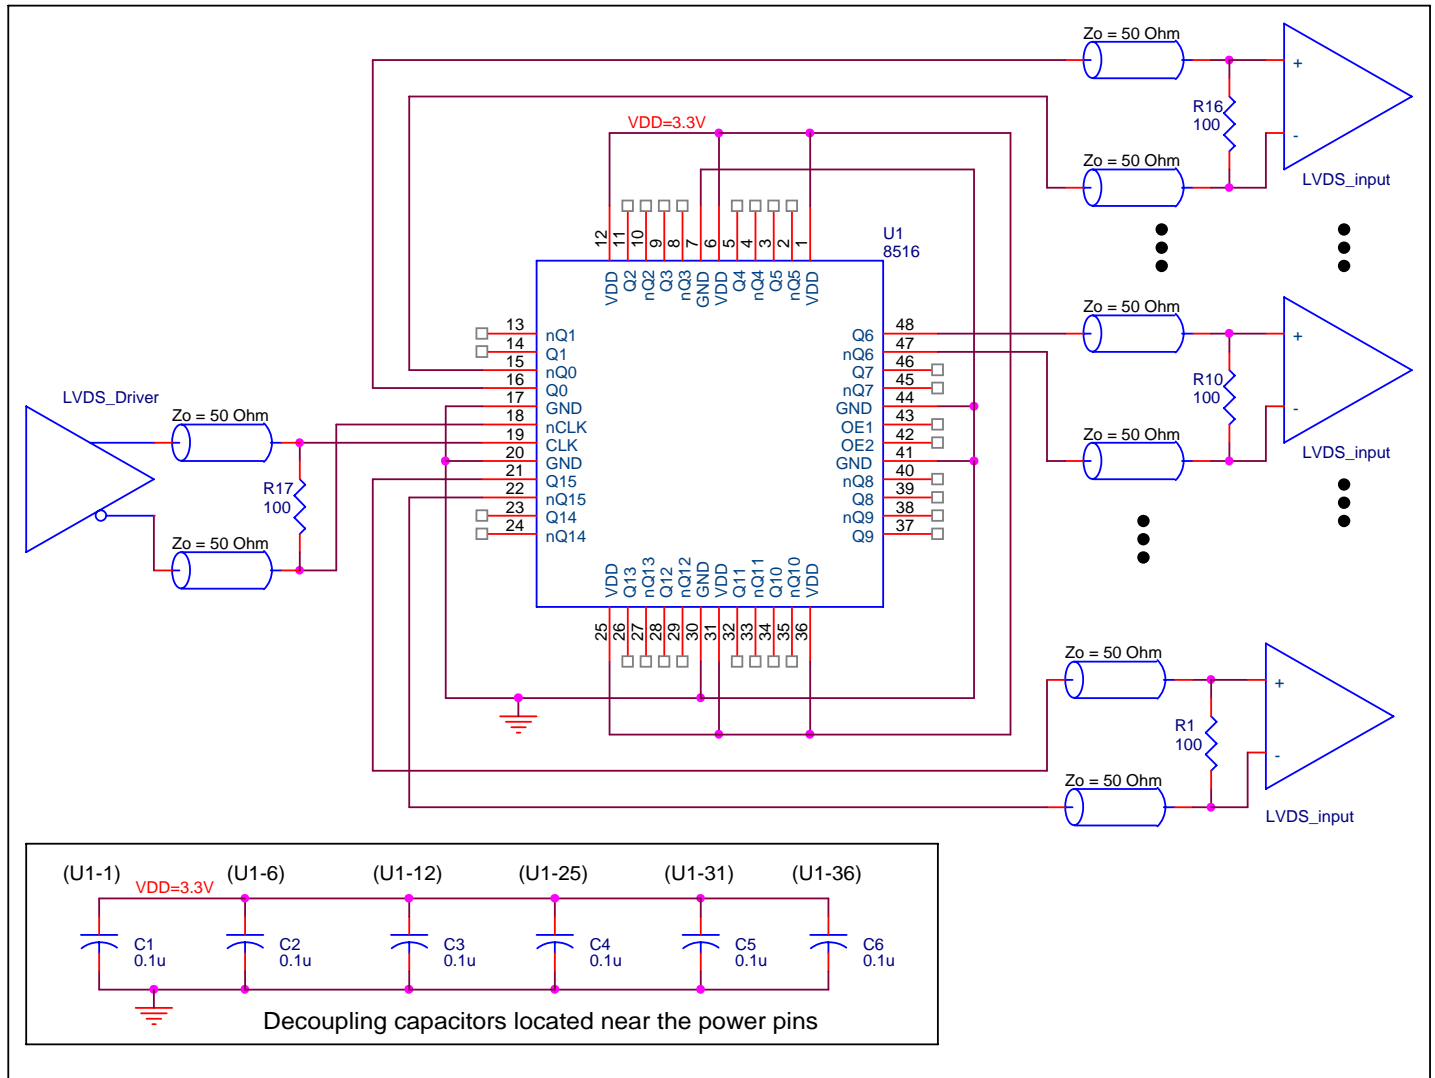 Zo = 50 Ohm
+
R16
100
-
Zo = 50 Ohm
LVDS_input
VDD=3.3V
U1
8516
12 11 10 9 8 7 6 5 4 3 2 1
VDD Q2 nQ2 Q3 nQ3 GND VDD Q4 nQ4 Q5 nQ5 VDD
13 nQ1
14 Q1
15 nQ0
16 Q0
17 GND
18 nCLK
19 CLK
20 GND
21 Q15
22 nQ15
23 Q14
24 nQ14
Q6 48
nQ6 47
Q7 46
nQ7 45
GND 44
OE1 43
OE2 42
GND 41
nQ8 40
Q8 39
nQ9 38
Q9 37
VDD Q13 nQ13 Q12 nQ12 GND VDD Q11 nQ11 Q10 nQ10 VDD
25 26 27 28 29 30 31 32 33 34 35 36
LVDS_Driver
Zo = 50 Ohm
R17
100
Zo = 50 Ohm
Zo = 50 Ohm
+
R10
100
-
Zo = 50 Ohm
LVDS_input
Zo = 50 Ohm
+
R1
100
-
Zo = 50 Ohm
LVDS_input
(U1-1) (U1-6) (U1-12) (U1-25) (U1-31) (U1-36)
VDD=3.3V
C1 C2 C3 C4 C5 C6
0.1u 0.1u 0.1u 0.1u 0.1u 0.1u
Decoupling capacitors located near the power pins